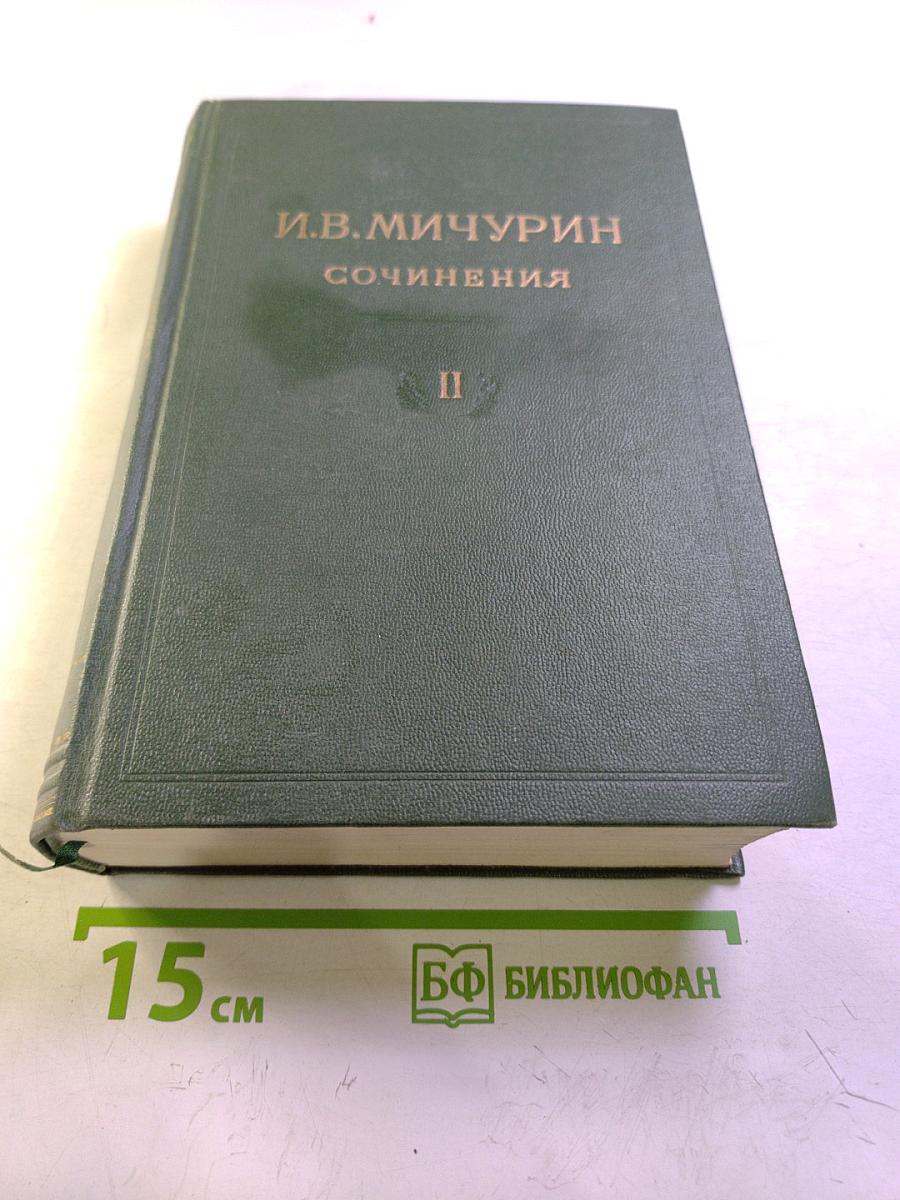 И.В.МИЧУРИН
СОЧИНЕНИЯ
II
15 см
БФ БИБЛИОФАН